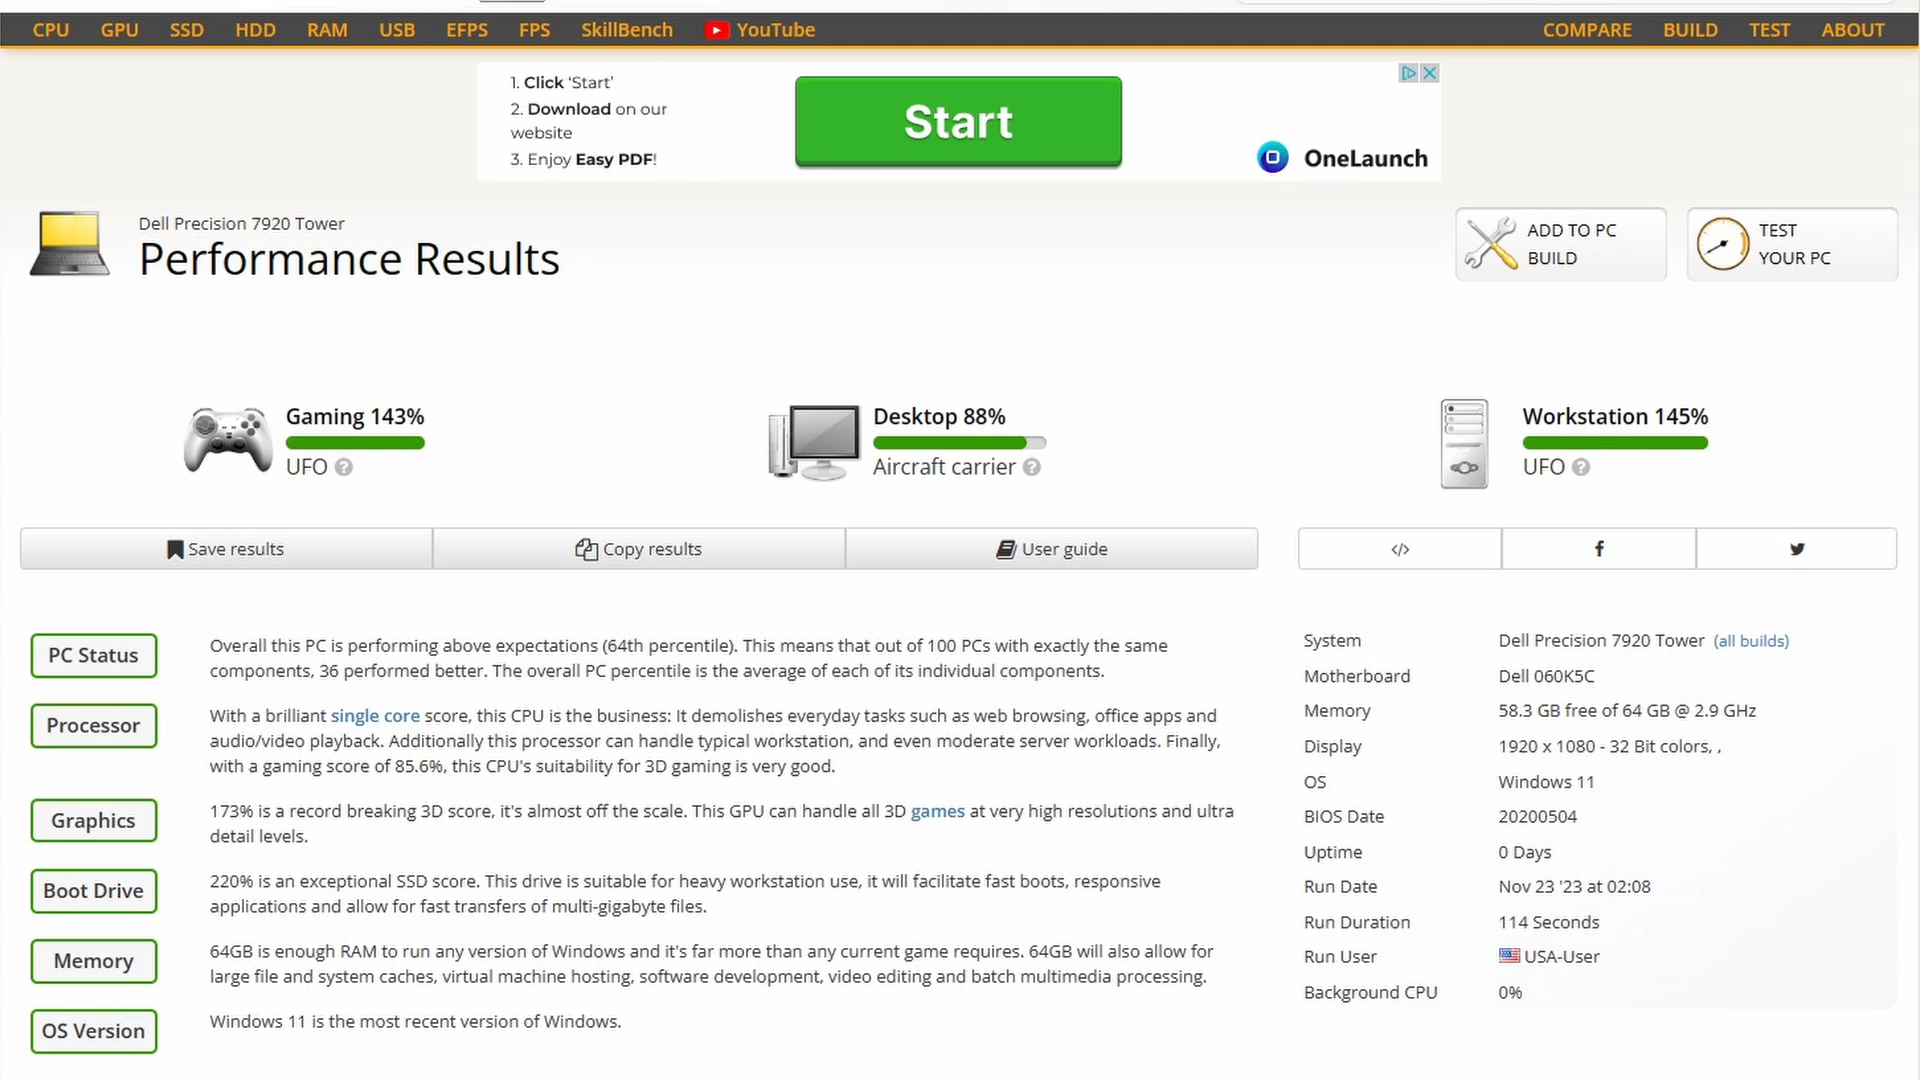 CPU GPU SSD HDD RAM USB EFPS FPS SkillBench YouTube COMPARE BUILD TEST ABOUT
1. Click ‘Start’
2. Download on our
website
3. Enjoy Easy PDF!
Start
OneLaunch
Dell Precision 7920 Tower
Performance Results
ADD TO PC
BUILD
TEST
YOUR PC
Gaming 143%
UFO ?
Desktop 88%
Aircraft carrier ?
Workstation 145%
UFO ?
Save results
Copy results
User guide
</>
PC Status
Overall this PC is performing above expectations (64th percentile). This means that out of 100 PCs with exactly the same
components, 36 performed better. The overall PC percentile is the average of each of its individual components.
Processor
With a brilliant single core score, this CPU is the business: It demolishes everyday tasks such as web browsing, office apps and
audio/video playback. Additionally this processor can handle typical workstation, and even moderate server workloads. Finally,
with a gaming score of 85.6%, this CPU's suitability for 3D gaming is very good.
Graphics
173% is a record breaking 3D score, it's almost off the scale. This GPU can handle all 3D games at very high resolutions and ultra
detail levels.
Boot Drive
220% is an exceptional SSD score. This drive is suitable for heavy workstation use, it will facilitate fast boots, responsive
applications and allow for fast transfers of multi-gigabyte files.
Memory
64GB is enough RAM to run any version of Windows and it's far more than any current game requires. 64GB will also allow for
large file and system caches, virtual machine hosting, software development, video editing and batch multimedia processing.
OS Version
Windows 11 is the most recent version of Windows.
System Dell Precision 7920 Tower (all builds)
Motherboard Dell 060K5C
Memory 58.3 GB free of 64 GB @ 2.9 GHz
Display 1920 x 1080 - 32 Bit colors, ,
OS Windows 11
BIOS Date 20200504
Uptime 0 Days
Run Date Nov 23 '23 at 02:08
Run Duration 114 Seconds
Run User USA-User
Background CPU 0%